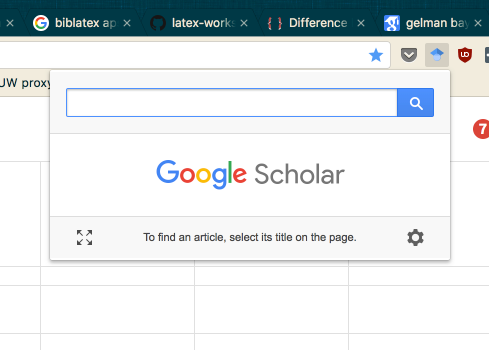 biblatex ap
latex-works
{ } Difference
gelman bay
UW proxy
7
Google Scholar
To find an article, select its title on the page.